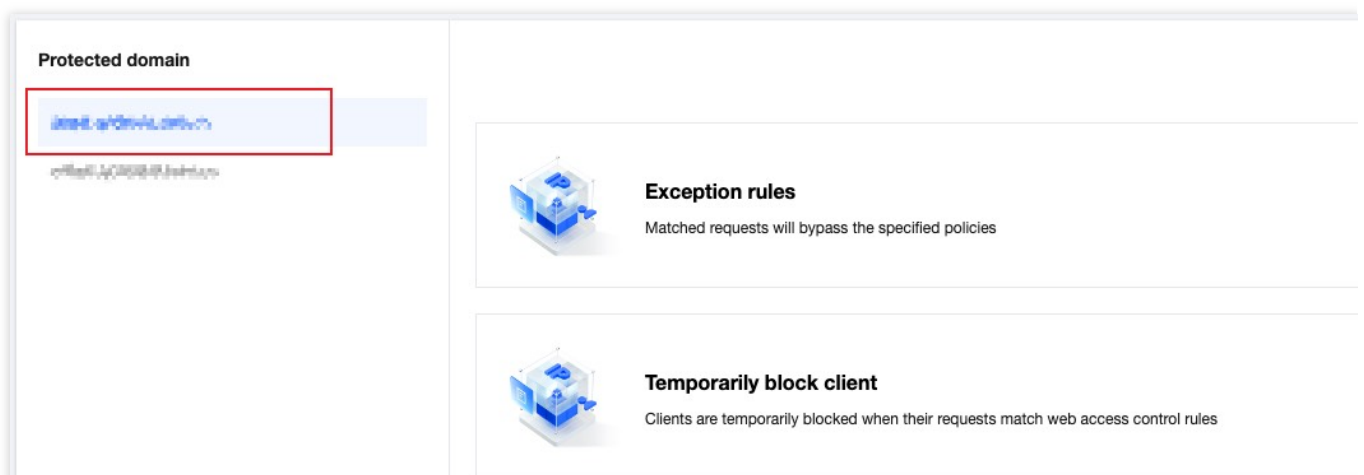 Protected domain
Exception rules
Matched requests will bypass the specified policies
Temporarily block client
Clients are temporarily blocked when their requests match web access control rules